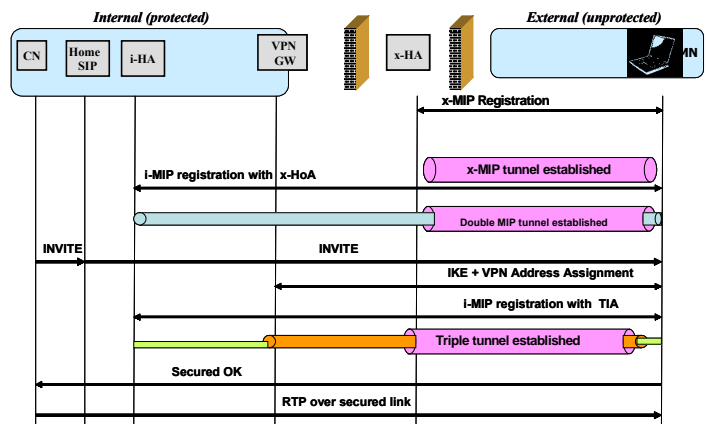 Internal (protected)
External (unprotected)
CN
Home
SIP
i-HA
VPN
GW
x-HA
MN
x-MIP Registration
x-MIP tunnel established
i-MIP registration with x-HoA
Double MIP tunnel established
INVITE
INVITE
IKE + VPN Address Assignment
i-MIP registration with TIA
Triple tunnel established
Secured OK
RTP over secured link